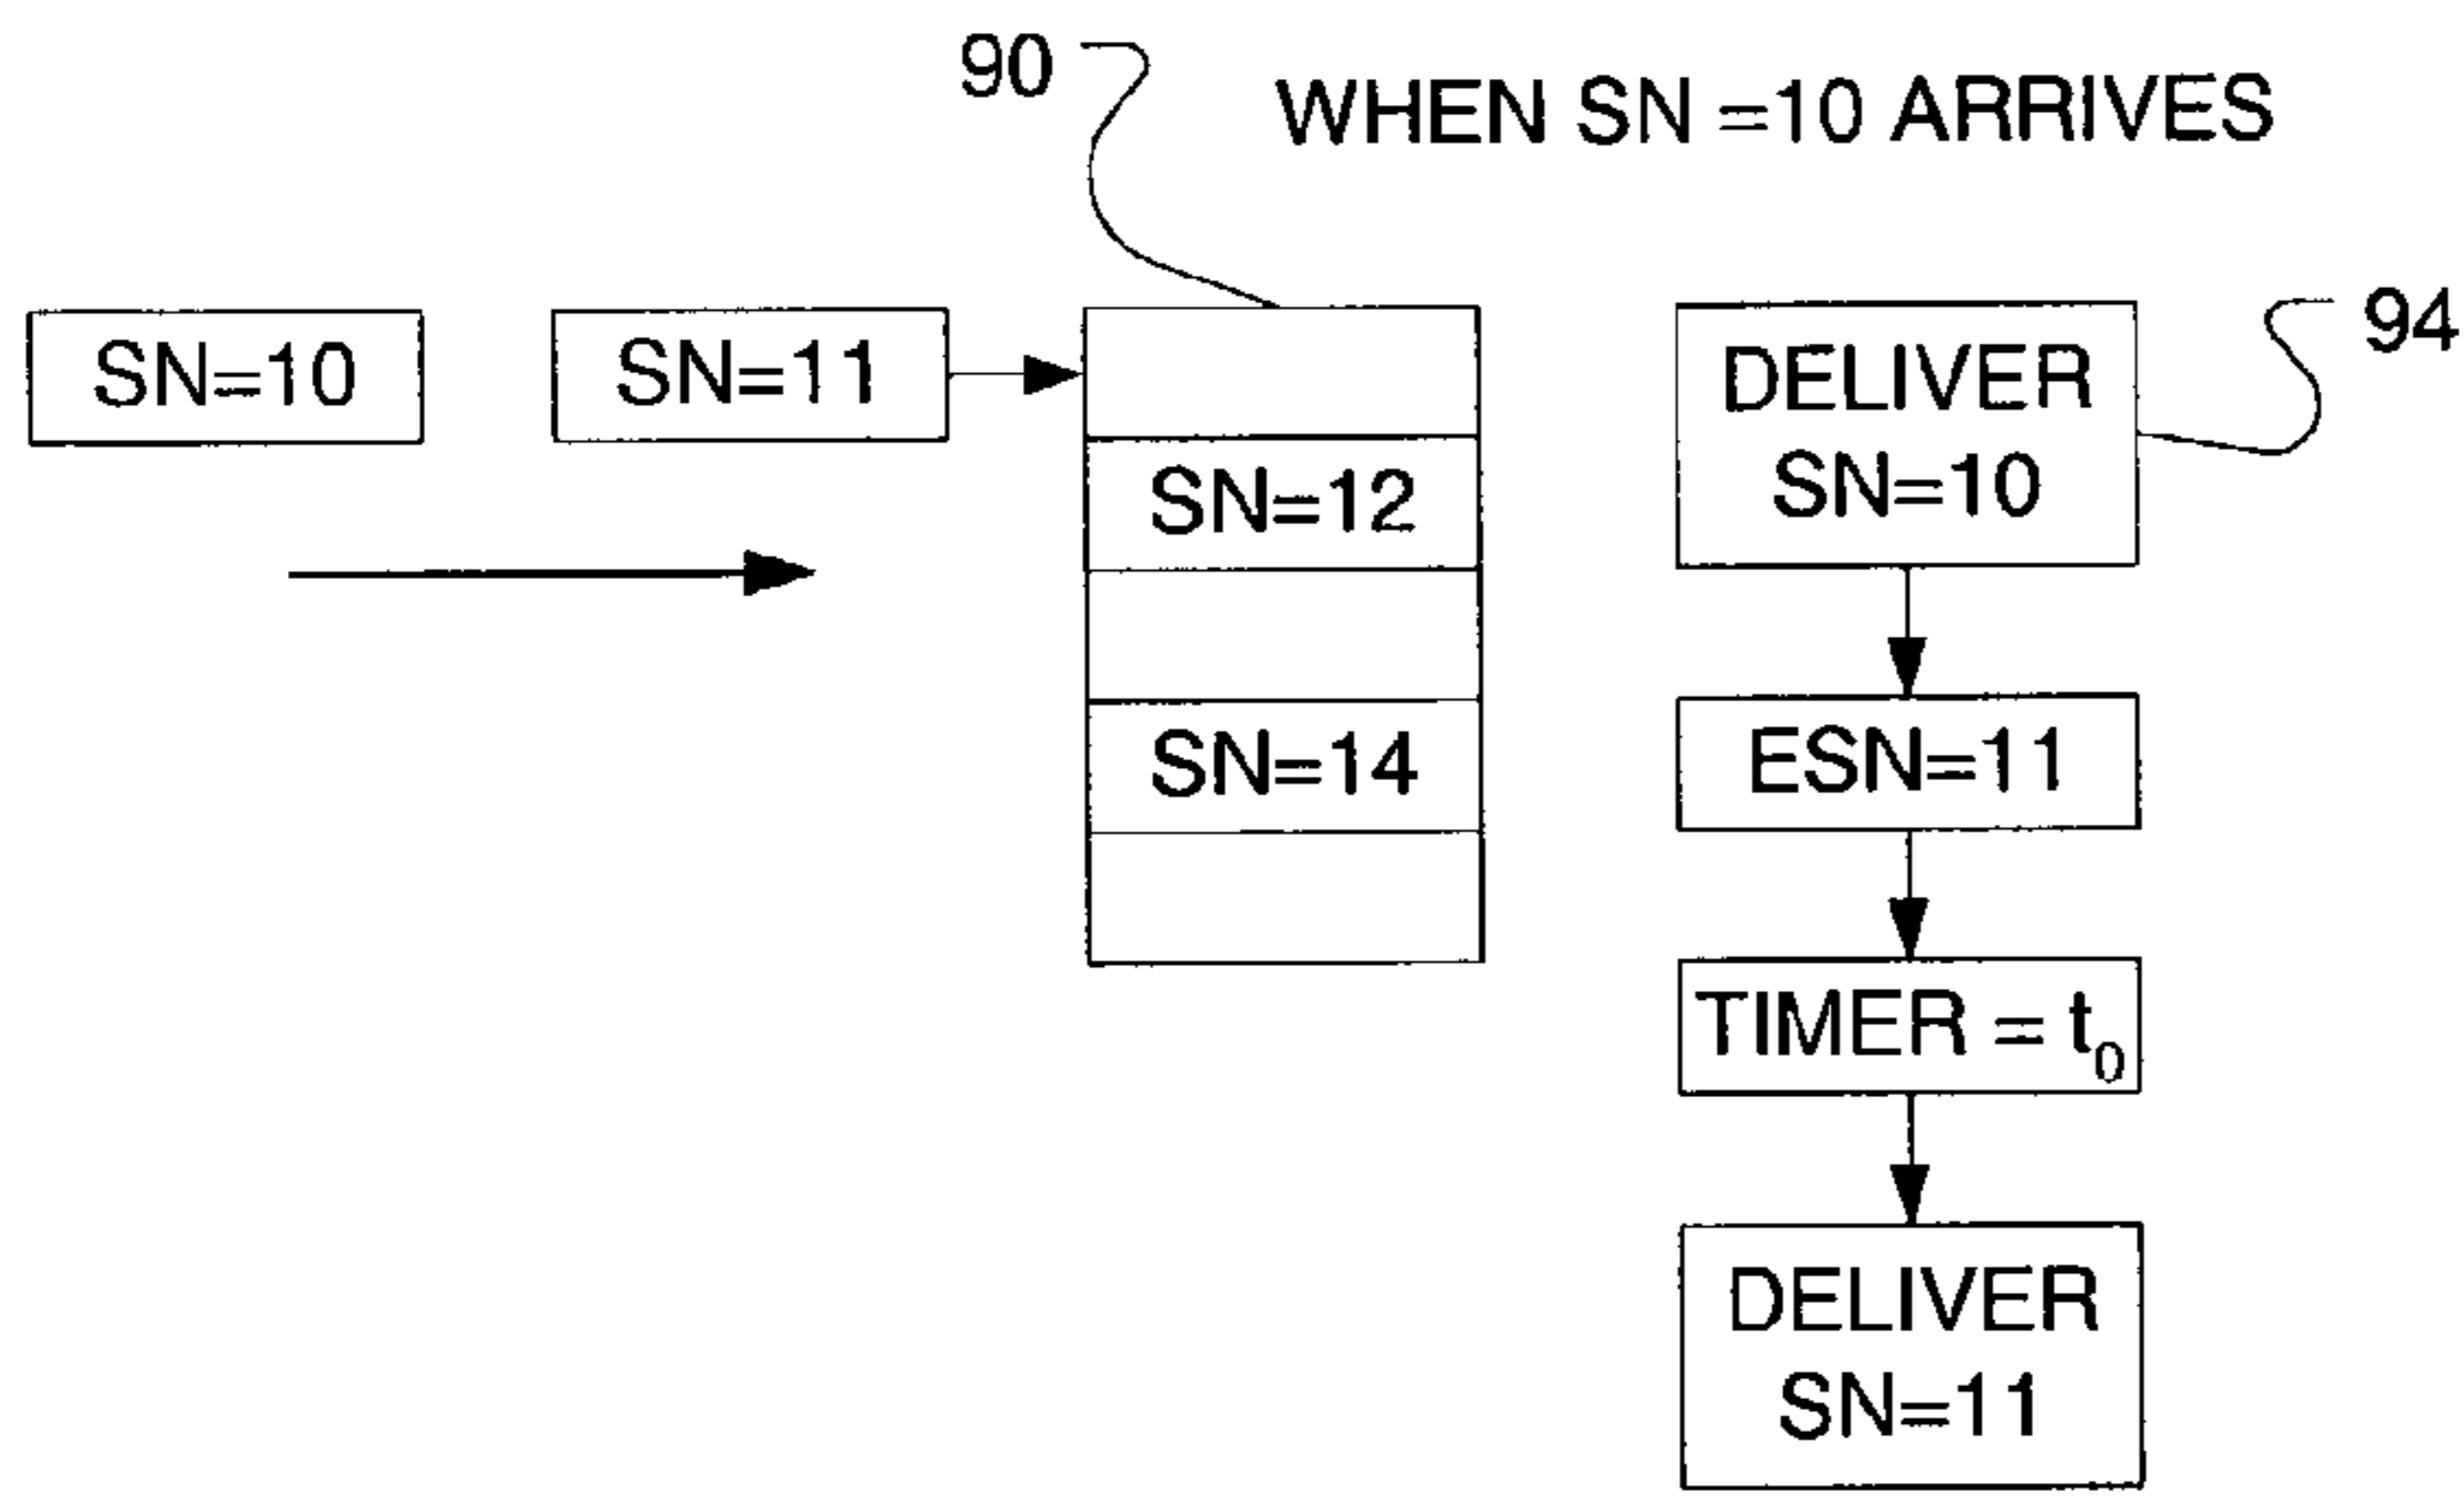 90
WHEN SN =10 ARRIVES
94
SN=10
SN=11
SN=12
SN=14
DELIVER
SN=10
ESN=11
TIMER = t0
DELIVER
SN=11